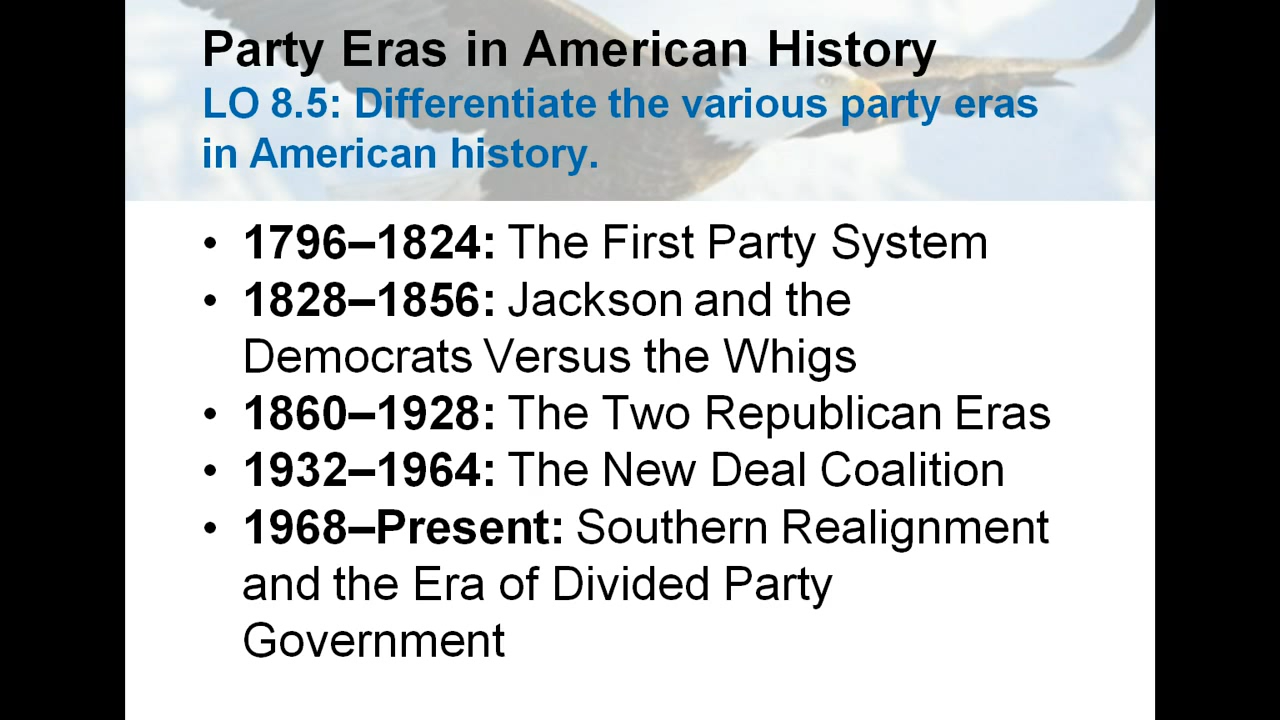 Party Eras in American History
LO 8.5: Differentiate the various party eras
in American history.
• 1796–1824: The First Party System
• 1828–1856: Jackson and the
Democrats Versus the Whigs
• 1860–1928: The Two Republican Eras
• 1932–1964: The New Deal Coalition
• 1968–Present: Southern Realignment
and the Era of Divided Party
Government